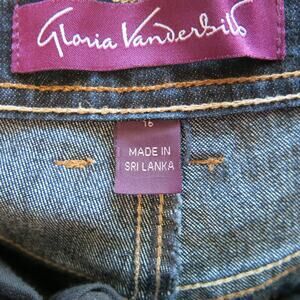 Gloria Vanderbilt
16
MADE IN
SRI LANKA